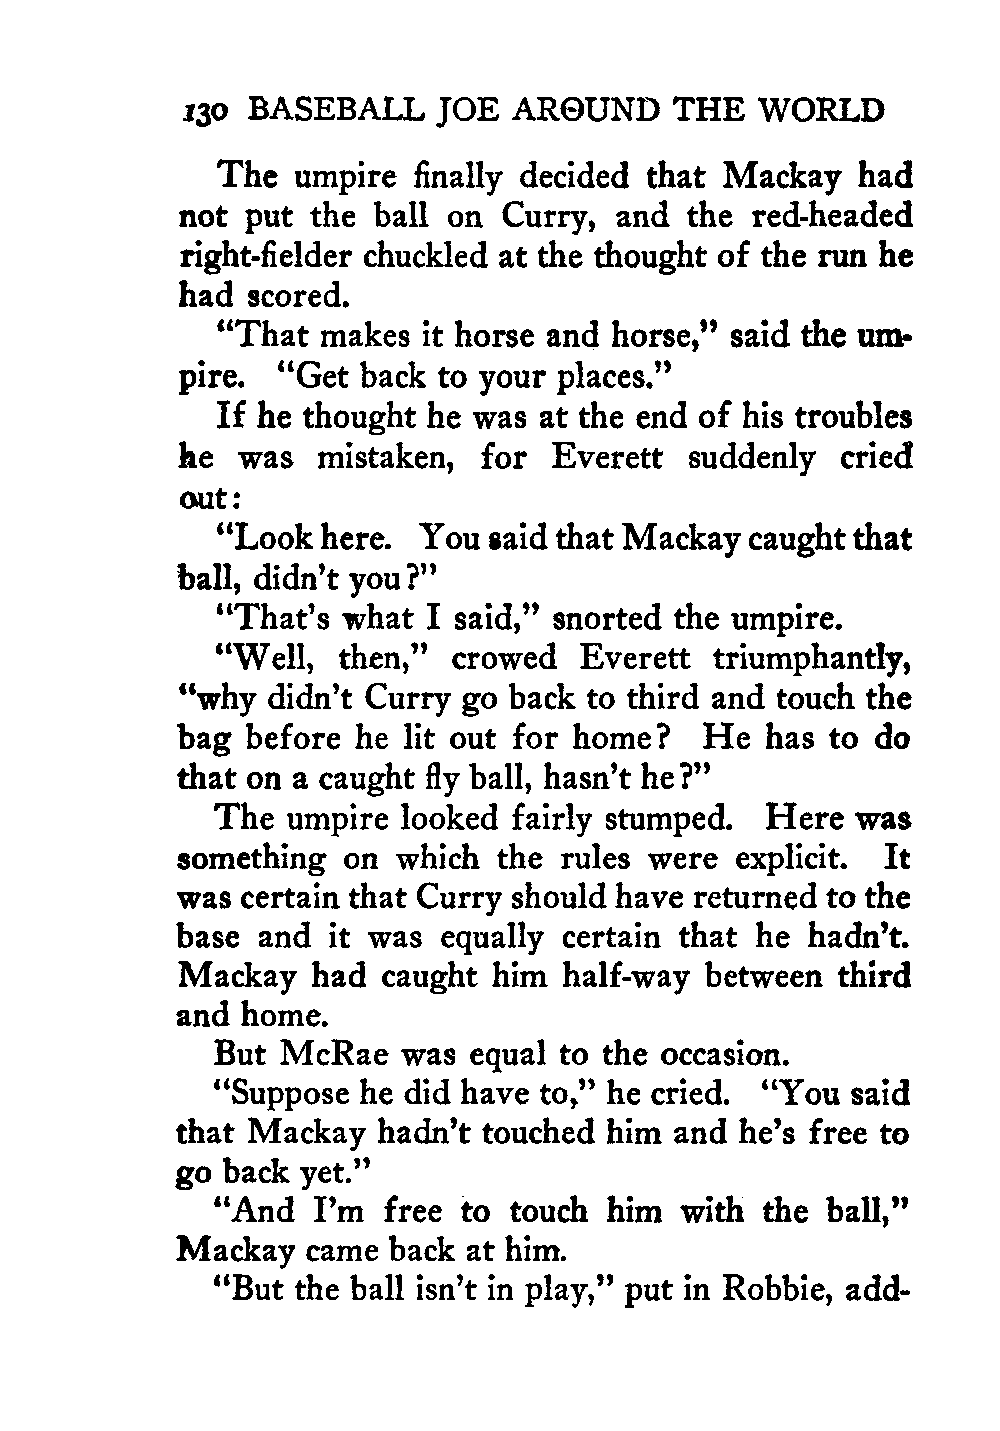 130 BASEBALL JOE AROUND THE WORLD
The umpire finally decided that Mackay had
not put the ball on Curry, and the red-headed
right-fielder chuckled at the thought of the run he
had scored.
“That makes it horse and horse,” said the um-
pire. “Get back to your places.”
If he thought he was at the end of his troubles
he was mistaken, for Everett suddenly cried
out:
“Look here. You said that Mackay caught that
ball, didn’t you?”
“That’s what I said,” snorted the umpire.
“Well, then,” crowed Everett triumphantly,
“why didn’t Curry go back to third and touch the
bag before he lit out for home? He has to do
that on a caught fly ball, hasn’t he?”
The umpire looked fairly stumped. Here was
something on which the rules were explicit. It
was certain that Curry should have returned to the
base and it was equally certain that he hadn’t.
Mackay had caught him half-way between third
and home.
But McRae was equal to the occasion.
“Suppose he did have to,” he cried. “You said
that Mackay hadn’t touched him and he’s free to
go back yet.”
“And I’m free to touch him with the ball,”
Mackay came back at him.
“But the ball isn’t in play,” put in Robbie, add-